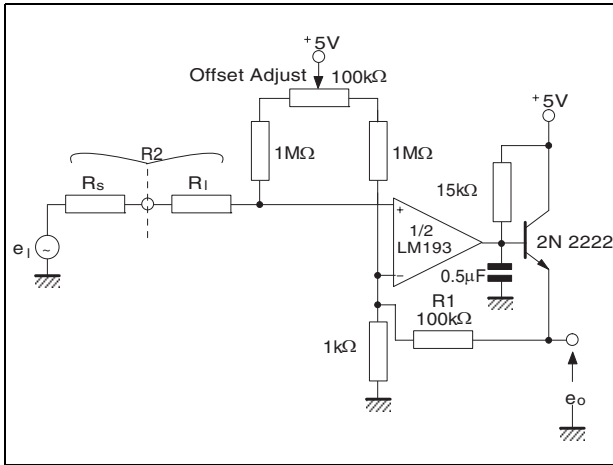 +5V
Offset Adjust
100kΩ
+5V
R2
1MΩ
1MΩ
Rs
Rl
15kΩ
+
1/2
LM193
2N 2222
e l
~
−
0.5μF
R1
100kΩ
1kΩ
eo